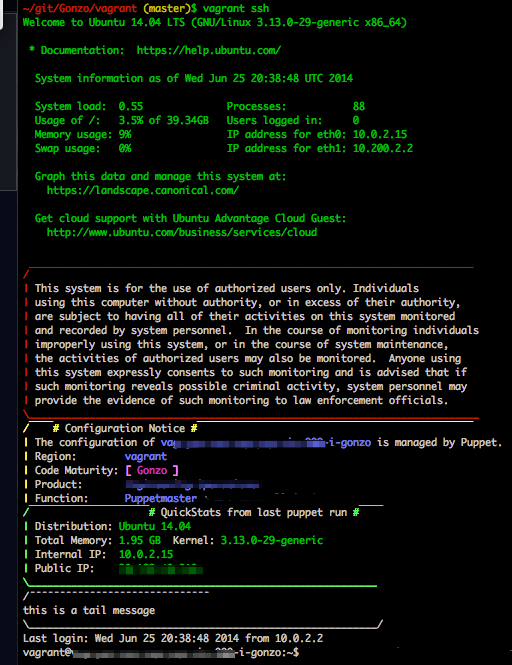 ~/git/Gonzo/vagrant (master)$ vagrant ssh
Welcome to Ubuntu 14.04 LTS (GNU/Linux 3.13.0-29-generic x86_64)
* Documentation:  https://help.ubuntu.com/
System information as of Wed Jun 25 20:38:48 UTC 2014
System load:  0.55              Processes:           88
Usage of /:   3.5% of 39.34GB   Users logged in:     0
Memory usage: 9%                IP address for eth0: 10.0.2.15
Swap usage:   0%                IP address for eth1: 10.200.2.2
Graph this data and manage this system at:
https://landscape.canonical.com/
Get cloud support with Ubuntu Advantage Cloud Guest:
http://www.ubuntu.com/business/services/cloud
This system is for the use of authorized users only. Individuals
using this computer without authority, or in excess of their authority,
are subject to having all of their activities on this system monitored
and recorded by system personnel.  In the course of monitoring individuals
improperly using this system, or in the course of system maintenance,
the activities of authorized users may also be monitored.  Anyone using
this system expressly consents to such monitoring and is advised that if
such monitoring reveals possible criminal activity, system personnel may
provide the evidence of such monitoring to law enforcement officials.
# Configuration Notice #
The configuration of -i-gonzo is managed by Puppet.
Region:        vagrant
Code Maturity: [ Gonzo ]
Product:
Function:      Puppetmaster
# QuickStats from last puppet run #
Distribution: Ubuntu 14.04
Total Memory: 1.95 GB  Kernel: 3.13.0-29-generic
Internal IP:  10.0.2.15
Public IP:
this is a tail message
Last login: Wed Jun 25 20:38:48 2014 from 10.0.2.2
vagrant@ -i-gonzo:~$